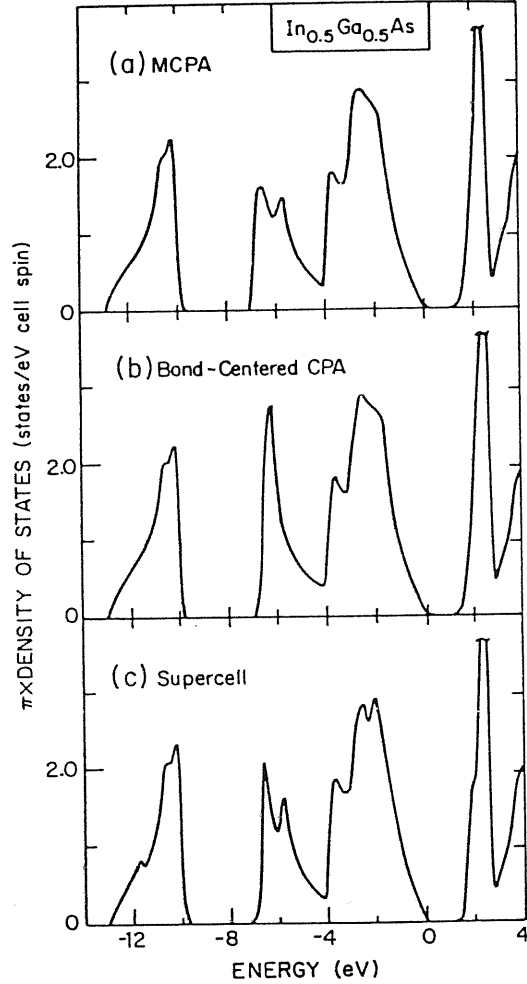 In0.5Ga0.5As
(a) MCPA
2.0
0
(b) Bond-Centered CPA
2.0
0
(c) Supercell
2.0
0
-12 -8 -4 0 4
ENERGY (eV)
π×DENSITY OF STATES (states/eV cell spin)